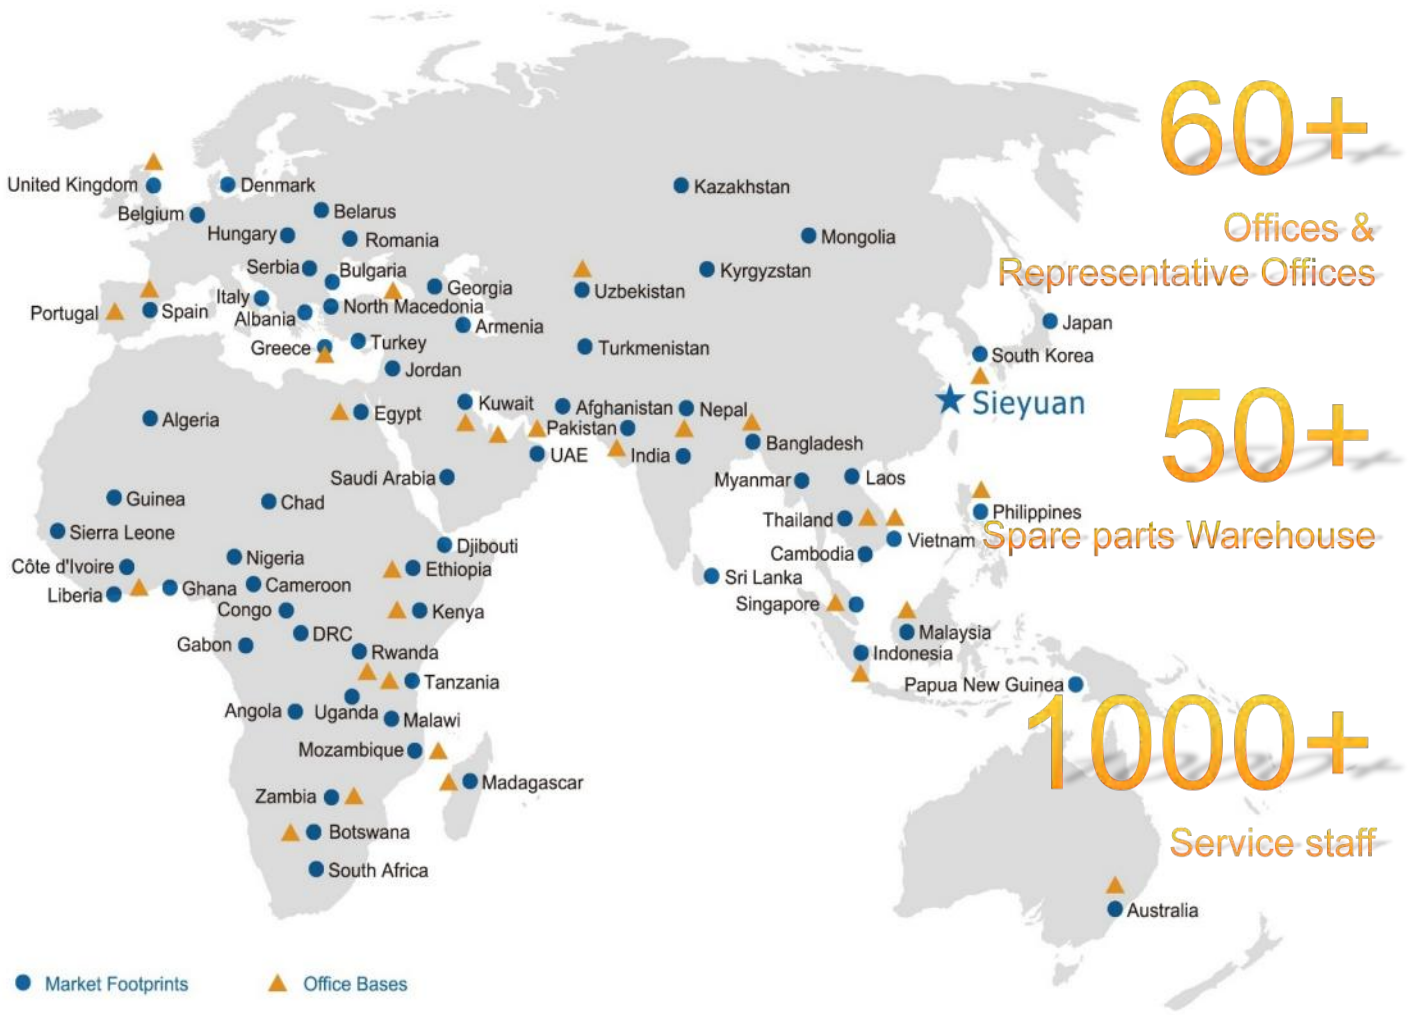 60+
Offices &
Representative Offices
50+
Spare parts Warehouse
1000+
Service staff
United Kingdom
Denmark
Kazakhstan
Belgium
Belarus
Hungary
Romania
Mongolia
Serbia
Bulgaria
Kyrgyzstan
Georgia
Uzbekistan
Italy
North Macedonia
Portugal
Spain
Albania
Armenia
Japan
Greece
Turkey
Turkmenistan
South Korea
Jordan
Sieyuan
Kuwait
Afghanistan
Nepal
Algeria
Egypt
Pakistan
Bangladesh
UAE
India
Saudi Arabia
Myanmar
Laos
Guinea
Chad
Philippines
Thailand
Sierra Leone
Vietnam
Djibouti
Cambodia
Nigeria
Côte d'Ivoire
Ethiopia
Sri Lanka
Cameroon
Ghana
Liberia
Singapore
Congo
Kenya
DRC
Malaysia
Gabon
Rwanda
Indonesia
Tanzania
Papua New Guinea
Angola
Uganda
Malawi
Mozambique
Madagascar
Zambia
Botswana
South Africa
Australia
Market Footprints
Office Bases